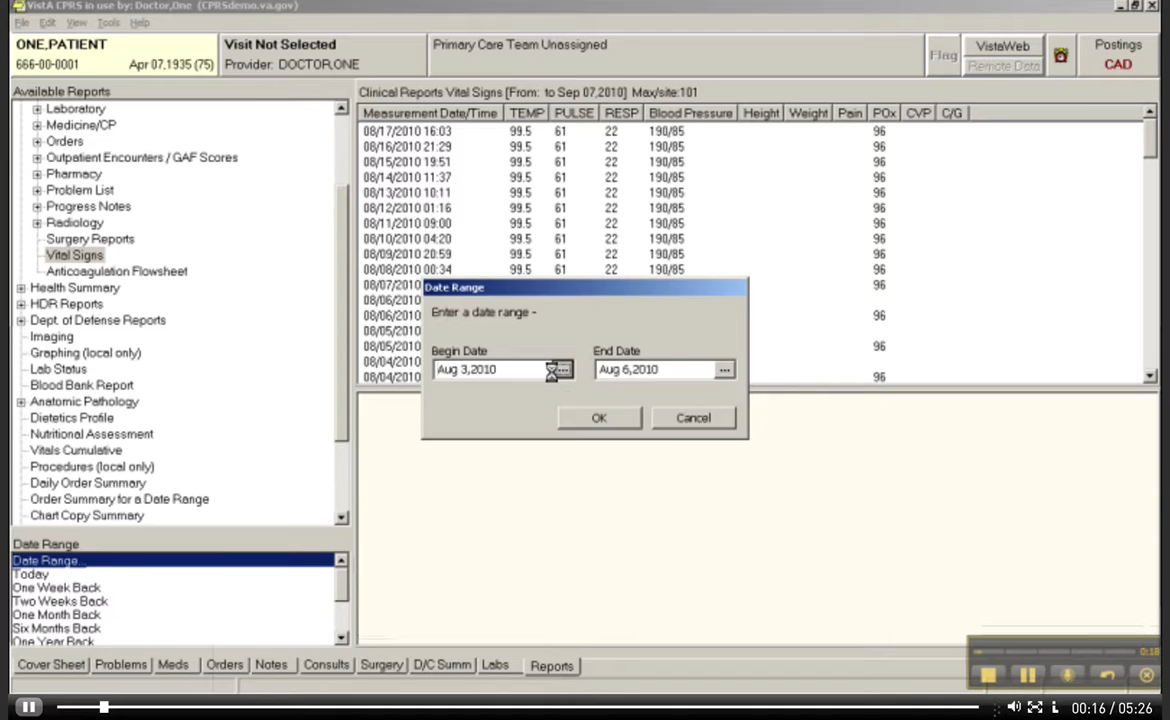 VistA CPRS in use by: Doctor,One (CPRSdemo.va.gov)
File Edit View Tools Help
ONE,PATIENT
666-00-0001 Apr 07,1935 (75)
Visit Not Selected
Provider: DOCTOR,ONE
Primary Care Team Unassigned
Flag
VistaWeb
Remote Data
Postings
CAD
Available Reports
Laboratory
Medicine/CP
Orders
Outpatient Encounters / GAF Scores
Pharmacy
Problem List
Progress Notes
Radiology
Surgery Reports
Vital Signs
Anticoagulation Flowsheet
Health Summary
HDR Reports
Dept. of Defense Reports
Imaging
Graphing (local only)
Lab Status
Blood Bank Report
Anatomic Pathology
Dietetics Profile
Nutritional Assessment
Vitals Cumulative
Procedures (local only)
Daily Order Summary
Order Summary for a Date Range
Chart Copy Summary
Date Range
Date Range...
Today
One Week Back
Two Weeks Back
One Month Back
Six Months Back
One Year Back
Clinical Reports Vital Signs [From: to Sep 07,2010] Max/site:101
Measurement Date/Time TEMP PULSE RESP Blood Pressure Height Weight Pain POx CVP C/G
08/17/2010 16:03 99.5 61 22 190/85 96
08/16/2010 21:29 99.5 61 22 190/85 96
08/15/2010 19:51 99.5 61 22 190/85 96
08/14/2010 11:37 99.5 61 22 190/85 96
08/13/2010 10:11 99.5 61 22 190/85 96
08/12/2010 01:16 99.5 61 22 190/85 96
08/11/2010 09:00 99.5 61 22 190/85 96
08/10/2010 04:20 99.5 61 22 190/85 96
08/09/2010 20:59 99.5 61 22 190/85 96
08/08/2010 00:34 99.5 61 22 190/85 96
08/07/2010 96
08/06/2010
08/06/2010 96
08/05/2010
08/05/2010 96
08/04/2010
08/04/2010 96
Date Range
Enter a date range -
Begin Date End Date
Aug 3,2010 ... Aug 6,2010 ...
OK Cancel
Cover Sheet Problems Meds Orders Notes Consults Surgery D/C Summ Labs Reports
0:18
00:16 / 05:26